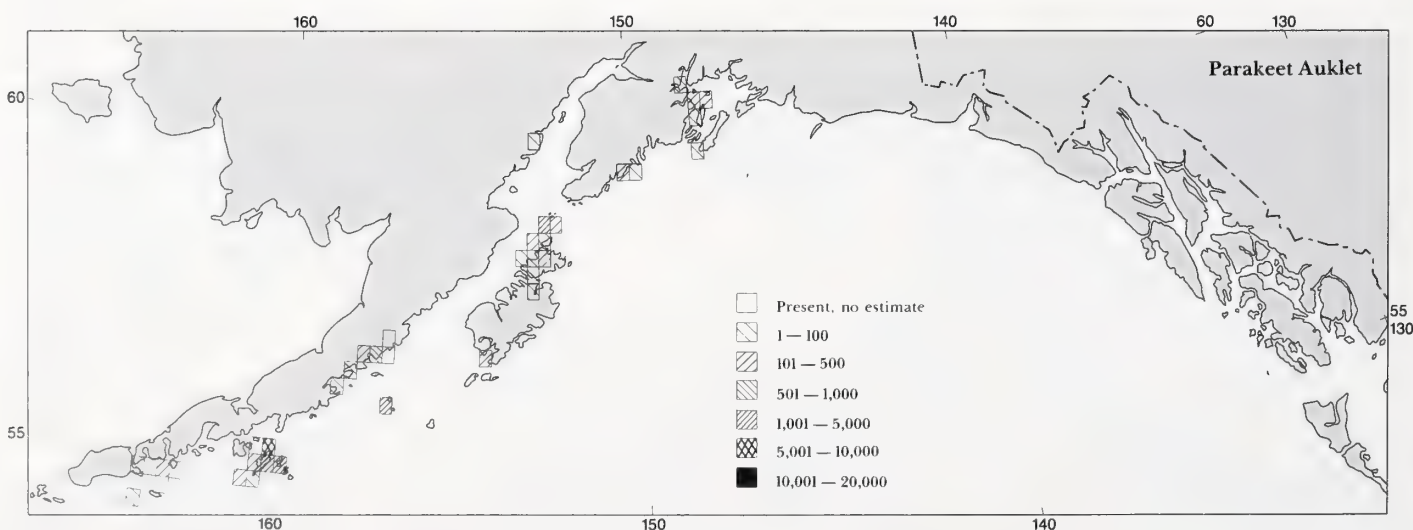 160 150 140 60 130
Parakeet Auklet
60
55
130
Present, no estimate
1 — 100
101 — 500
501 — 1,000
1,001 — 5,000
55
5,001 — 10,000
10,001 — 20,000
160 150 140